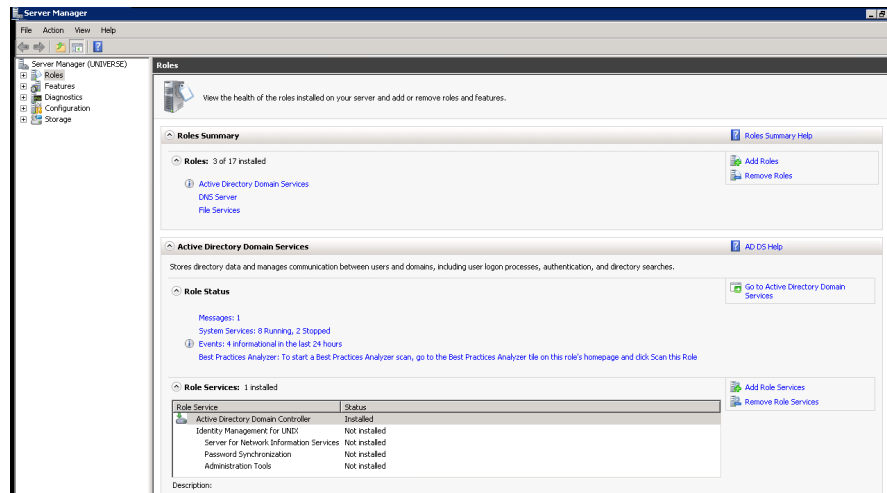 Server Manager
File Action View Help
Server Manager (UNIVERSE)
Roles
Features
Diagnostics
Configuration
Storage
Roles
View the health of the roles installed on your server and add or remove roles and features.
Roles Summary
Roles Summary Help
Roles: 3 of 17 installed
Add Roles
Remove Roles
Active Directory Domain Services
DNS Server
File Services
Active Directory Domain Services
AD DS Help
Stores directory data and manages communication between users and domains, including user logon processes, authentication, and directory searches.
Role Status
Go to Active Directory Domain
Services
Messages: 1
System Services: 8 Running, 2 Stopped
Events: 4 informational in the last 24 hours
Best Practices Analyzer: To start a Best Practices Analyzer scan, go to the Best Practices Analyzer tile on this role's homepage and click Scan this Role
Role Services: 1 installed
Add Role Services
Remove Role Services
Role Service Status
Active Directory Domain Controller Installed
Identity Management for UNIX Not installed
Server for Network Information Services Not installed
Password Synchronization Not installed
Administration Tools Not installed
Description: